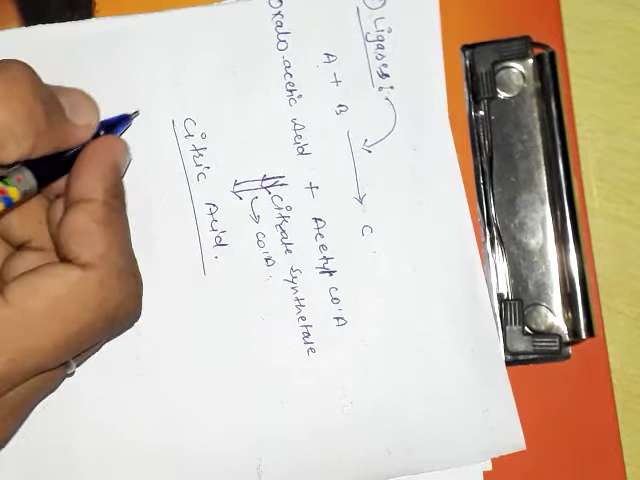 Ligases:
A + B → C.
Oxalo.acetic Acid + Acetyl co'A
Citrate synthetase
co'A.
Citric Acid.